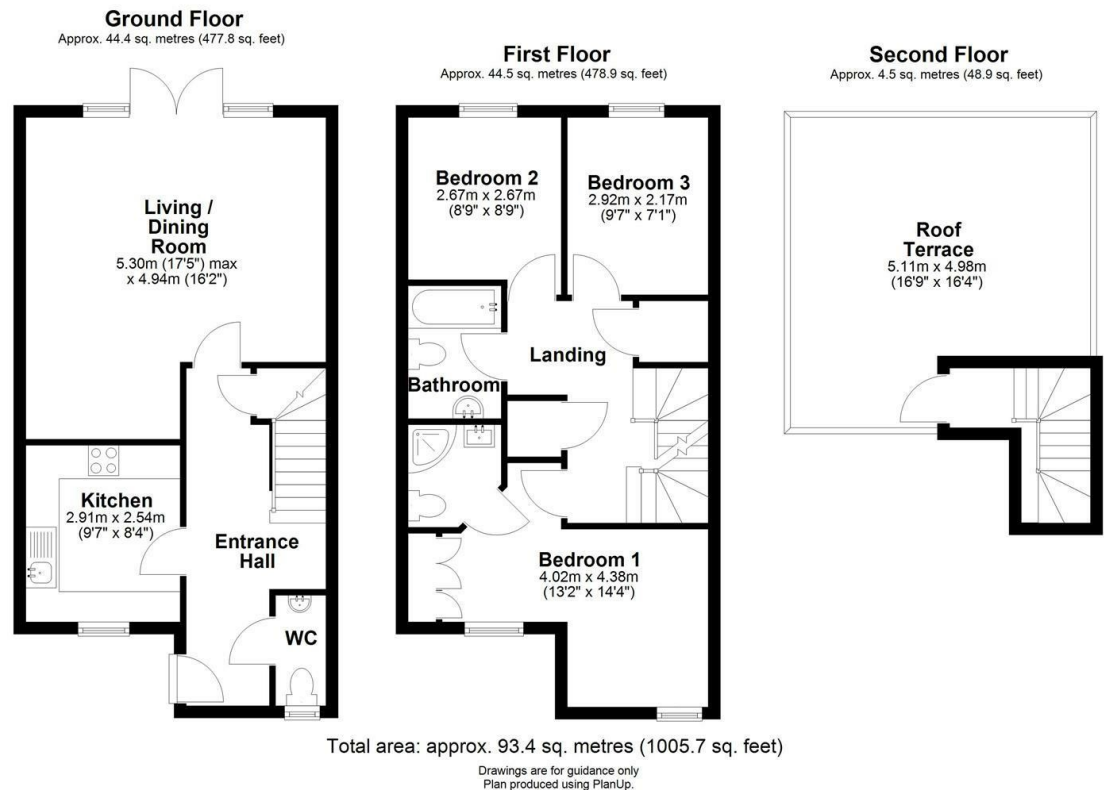 Ground Floor
Approx. 44.4 sq. metres (477.8 sq. feet)
Living /
Dining
Room
5.30m (17'5") max
x 4.94m (16'2")
Kitchen
2.91m x 2.54m
(9'7" x 8'4")
Entrance
Hall
WC
First Floor
Approx. 44.5 sq. metres (478.9 sq. feet)
Bedroom 2
2.67m x 2.67m
(8'9" x 8'9")
Bedroom 3
2.92m x 2.17m
(9'7" x 7'1")
Landing
Bathroom
Bedroom 1
4.02m x 4.38m
(13'2" x 14'4")
Second Floor
Approx. 4.5 sq. metres (48.9 sq. feet)
Roof
Terrace
5.11m x 4.98m
(16'9" x 16'4")
Total area: approx. 93.4 sq. metres (1005.7 sq. feet)
Drawings are for guidance only
Plan produced using PlanUp.